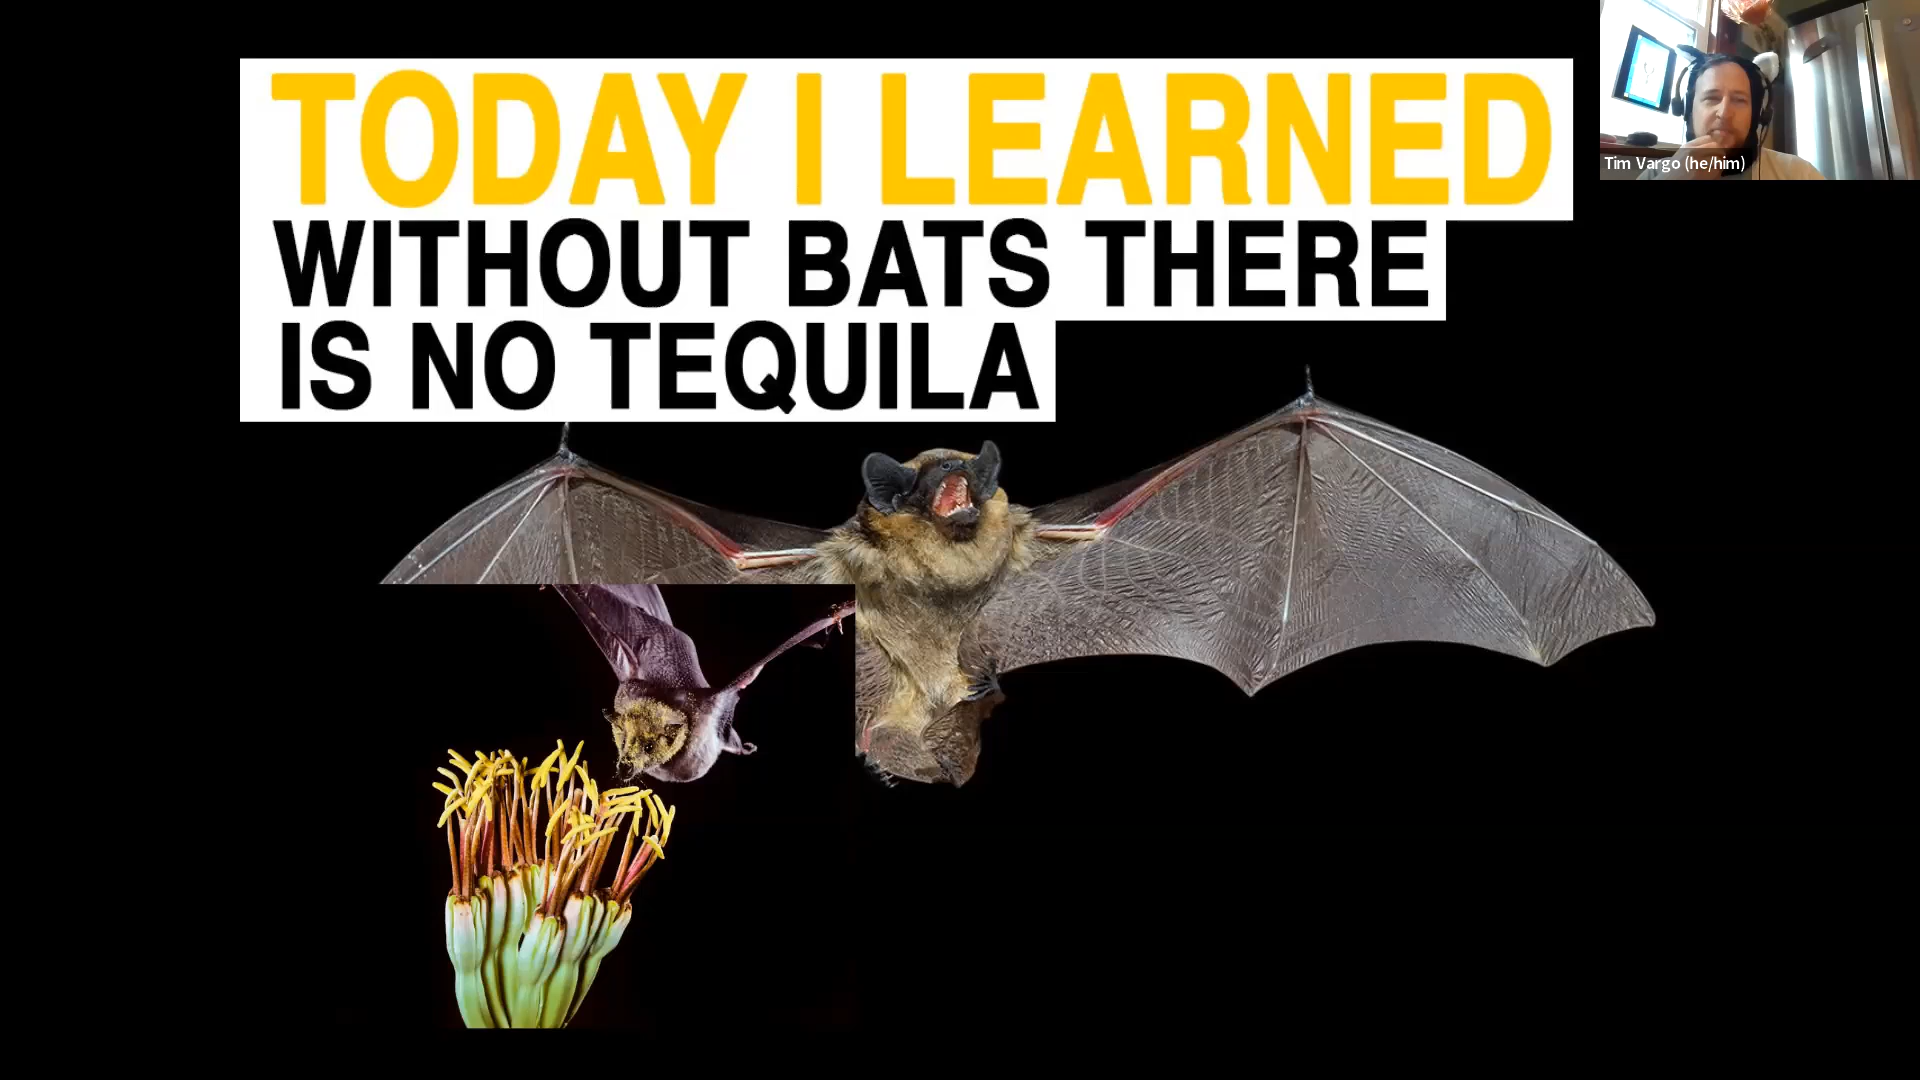 TODAY I LEARNED
WITHOUT BATS THERE
IS NO TEQUILA
Tim Vargo (he/him)